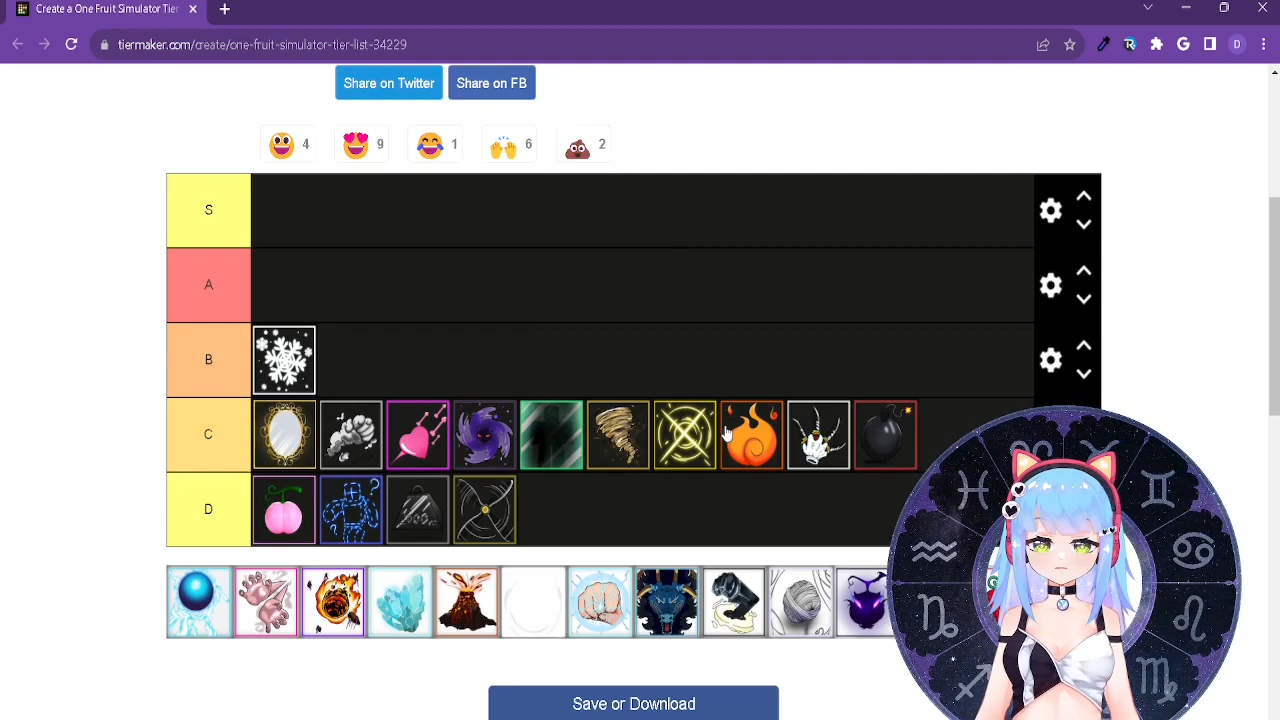 Create a One Fruit Simulator Tier
tiermaker.com/create/one-fruit-simulator-tier-list-34229
D
Share on Twitter
Share on FB
4
9
1
6
2
S
A
B
C
D
Save or Download